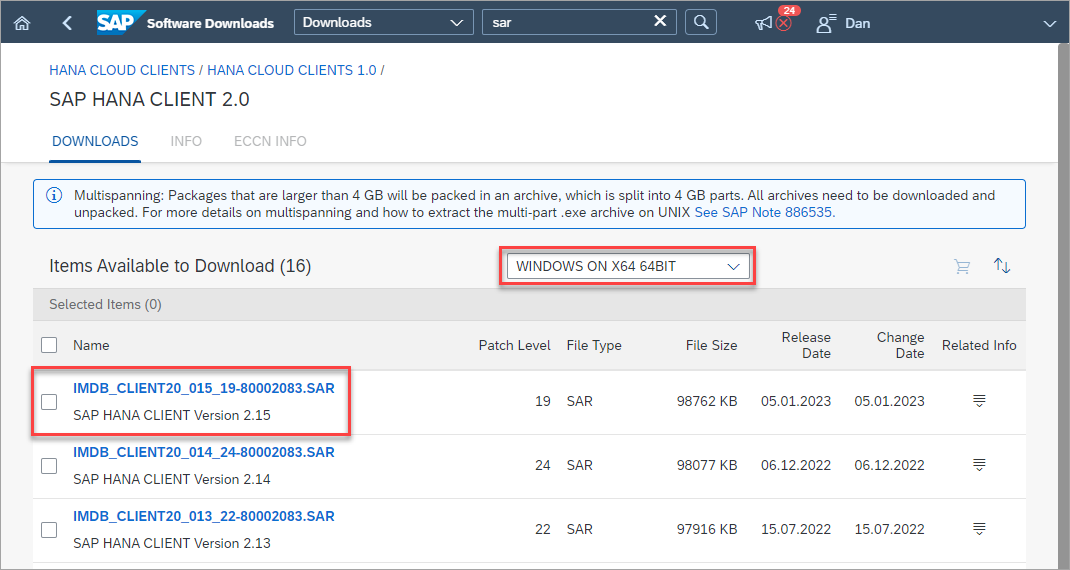 SAP Software Downloads Downloads sar 24 Dan
HANA CLOUD CLIENTS / HANA CLOUD CLIENTS 1.0 /
SAP HANA CLIENT 2.0
DOWNLOADS INFO ECCN INFO
Multispanning: Packages that are larger than 4 GB will be packed in an archive, which is split into 4 GB parts. All archives need to be downloaded and
unpacked. For more details on multispanning and how to extract the multi-part .exe archive on UNIX See SAP Note 886535.
Items Available to Download (16) WINDOWS ON X64 64BIT
Selected Items (0)
Name Patch Level File Type File Size Release Date Change Date Related Info
IMDB_CLIENT20_015_19-80002083.SAR
SAP HANA CLIENT Version 2.15
19 SAR 98762 KB 05.01.2023 05.01.2023
IMDB_CLIENT20_014_24-80002083.SAR
SAP HANA CLIENT Version 2.14
24 SAR 98077 KB 06.12.2022 06.12.2022
IMDB_CLIENT20_013_22-80002083.SAR
SAP HANA CLIENT Version 2.13
22 SAR 97916 KB 15.07.2022 15.07.2022